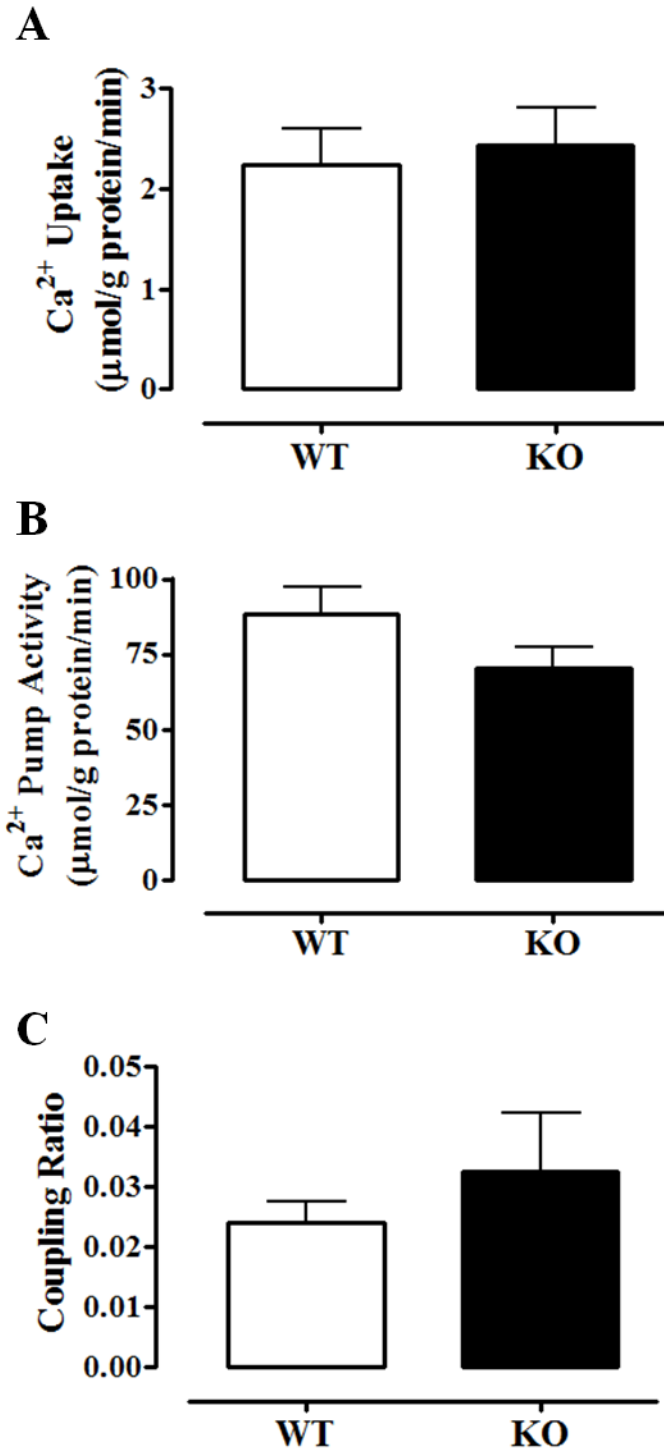 A
Ca²⁺ Uptake
(μmol/g protein/min)
3
2
1
0
WT KO
B
Ca²⁺ Pump Activity
(μmol/g protein/min)
100
75
50
25
0
WT KO
C
Coupling Ratio
0.05
0.04
0.03
0.02
0.01
0.00
WT KO